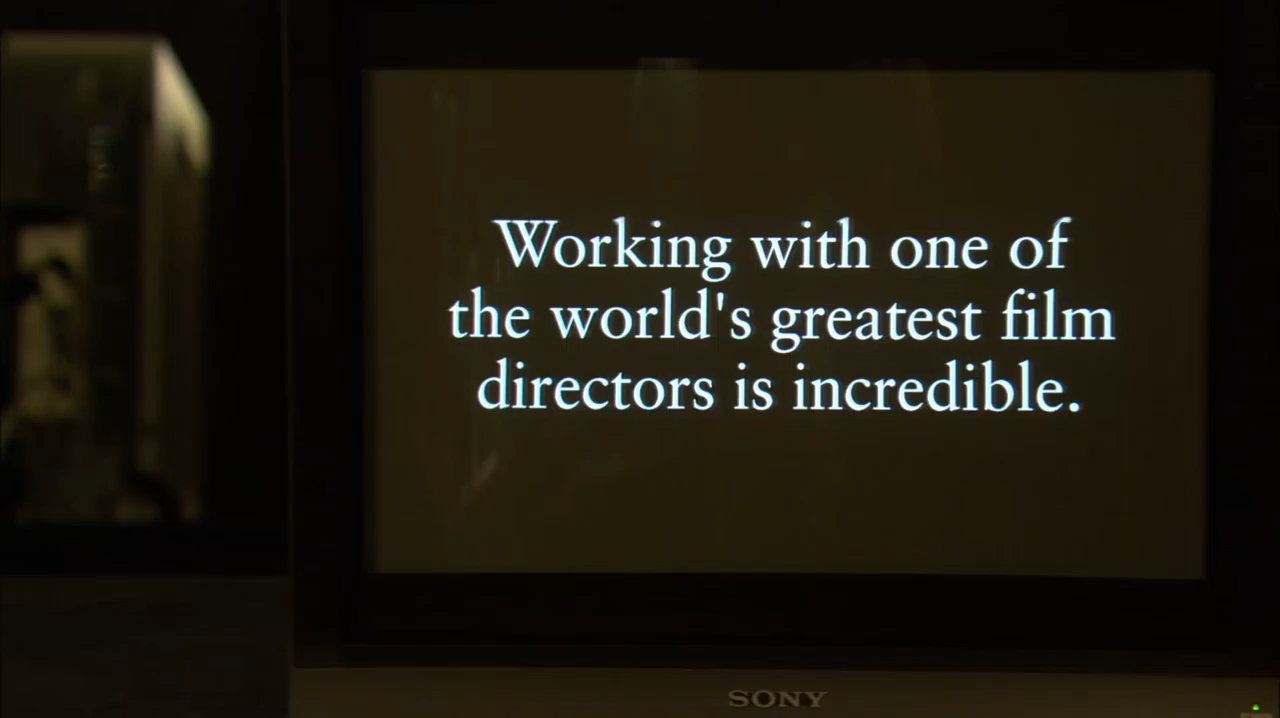 Working with one of
the world's greatest film
directors is incredible.
SONY